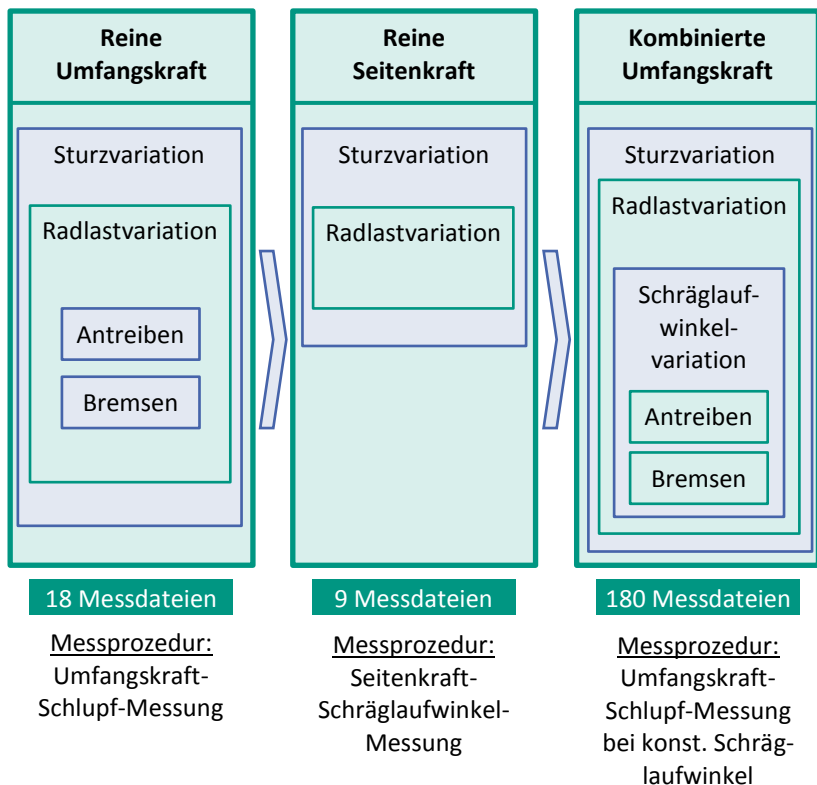 Reine
Umfangskraft
Sturzvariation
Radlastvariation
Antreiben
Bremsen
18 Messdateien
Messprozedur:
Umfangskraft-
Schlupf-Messung
Reine
Seitenkraft
Sturzvariation
Radlastvariation
9 Messdateien
Messprozedur:
Seitenkraft-
Schräglaufwinkel-
Messung
Kombinierte
Umfangskraft
Sturzvariation
Radlastvariation
Schräglauf-
winkel-
variation
Antreiben
Bremsen
180 Messdateien
Messprozedur:
Umfangskraft-
Schlupf-Messung
bei konst. Schräg-
laufwinkel